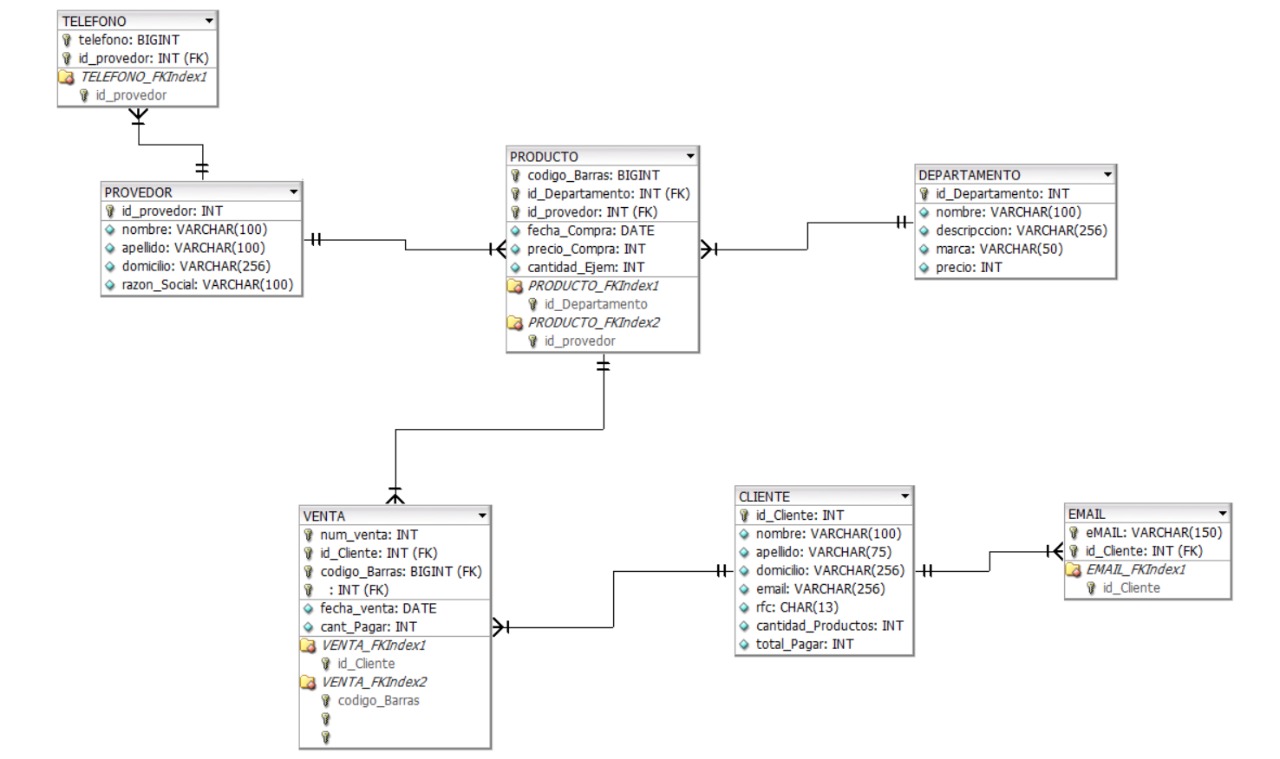 TELEFONO
telefono: BIGINT
id_provedor: INT (FK)
TELEFONO_FKIndex1
id_provedor
PROVEDOR
id_provedor: INT
nombre: VARCHAR(100)
apellido: VARCHAR(100)
domicilio: VARCHAR(256)
razon_Social: VARCHAR(100)
PRODUCTO
codigo_Barras: BIGINT
id_Departamento: INT (FK)
id_provedor: INT (FK)
fecha_Compra: DATE
precio_Compra: INT
cantidad_Ejem: INT
PRODUCTO_FKIndex1
id_Departamento
PRODUCTO_FKIndex2
id_provedor
DEPARTAMENTO
id_Departamento: INT
nombre: VARCHAR(100)
descripccion: VARCHAR(256)
marca: VARCHAR(50)
precio: INT
VENTA
num_venta: INT
id_Cliente: INT (FK)
codigo_Barras: BIGINT (FK)
: INT (FK)
fecha_venta: DATE
cant_Pagar: INT
VENTA_FKIndex1
id_Cliente
VENTA_FKIndex2
codigo_Barras
CLIENTE
id_Cliente: INT
nombre: VARCHAR(100)
apellido: VARCHAR(75)
domicilio: VARCHAR(256)
email: VARCHAR(256)
rfc: CHAR(13)
cantidad_Productos: INT
total_Pagar: INT
EMAIL
eMAIL: VARCHAR(150)
id_Cliente: INT (FK)
EMAIL_FKIndex1
id_Cliente